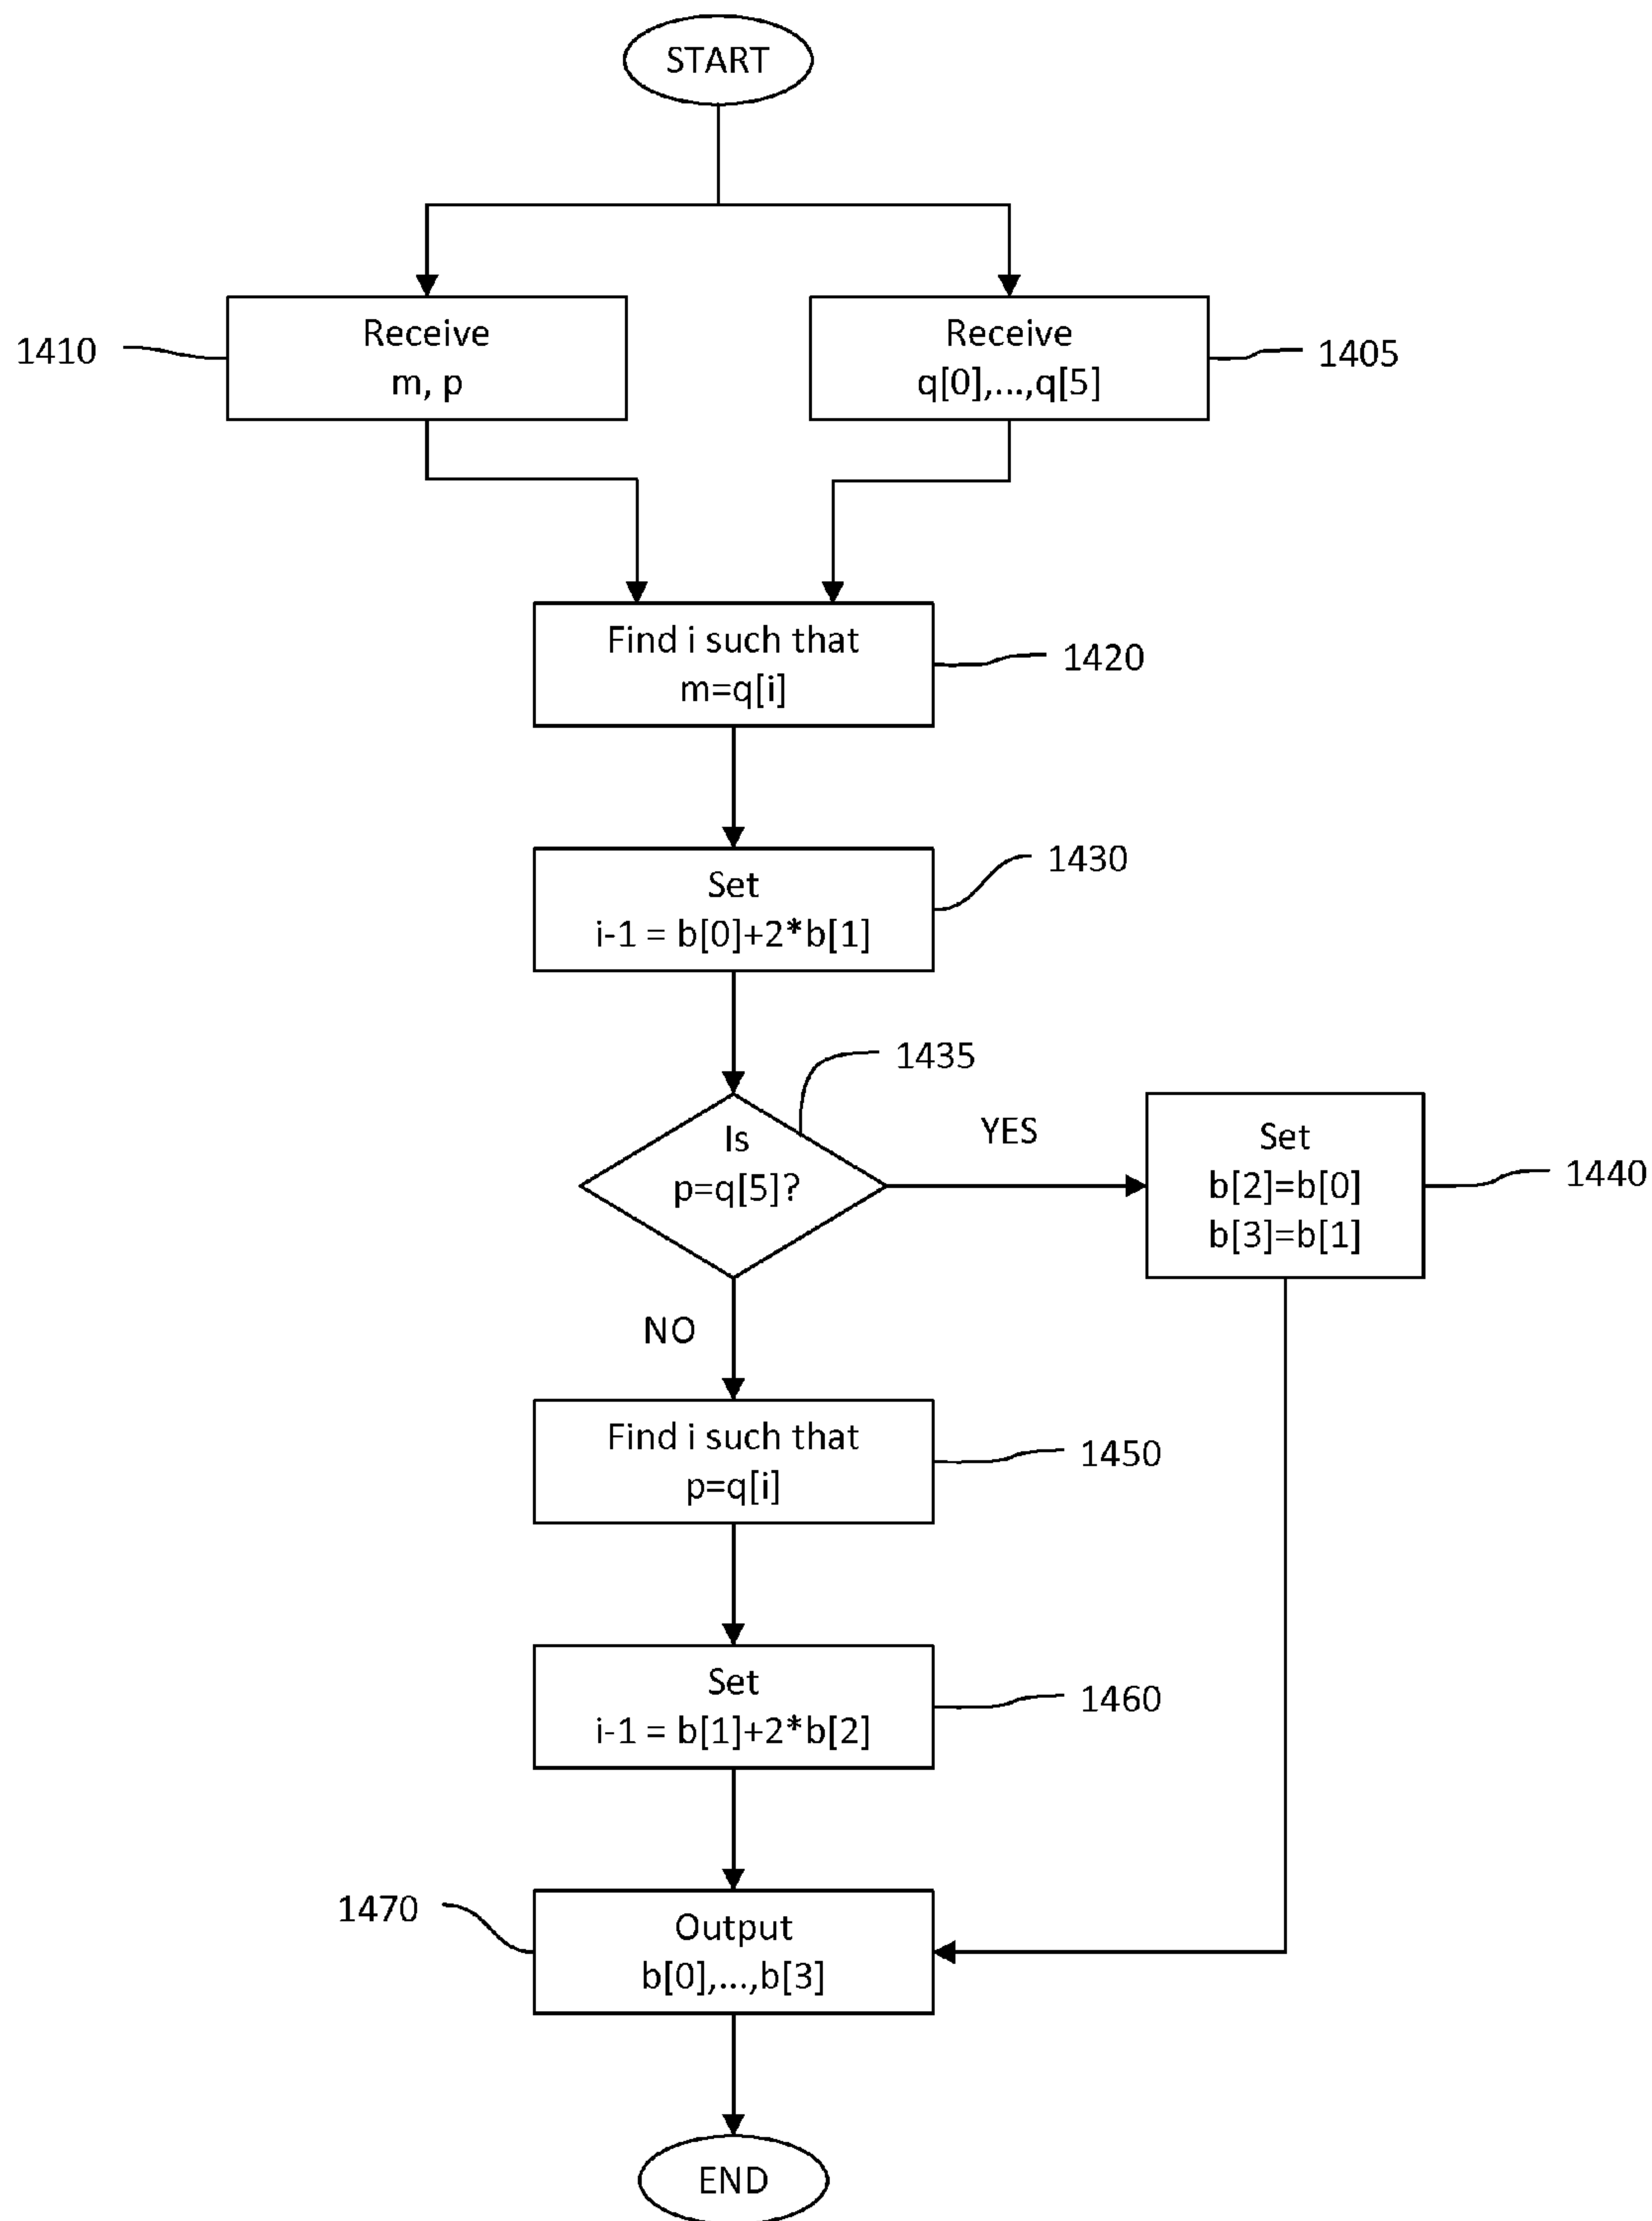 START
1410
Receive
m, p
Receive
q[0],...,q[5]
1405
Find i such that
m=q[i]
1420
Set
i-1 = b[0]+2*b[1]
1430
1435
Is
p=q[5]?
YES
Set
b[2]=b[0]
b[3]=b[1]
1440
NO
Find i such that
p=q[i]
1450
Set
i-1 = b[1]+2*b[2]
1460
1470
Output
b[0],...,b[3]
END